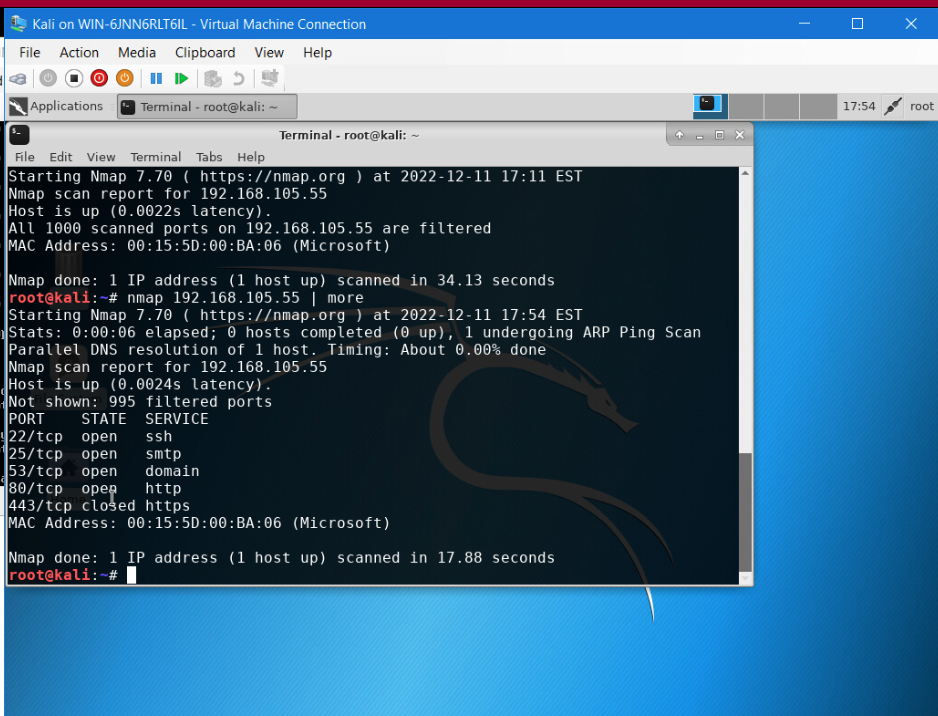 Kali on WIN-6JNN6RLT6IL - Virtual Machine Connection
File Action Media Clipboard View Help
Applications Terminal - root@kali: ~ 17:54 root
Terminal - root@kali: ~
File Edit View Terminal Tabs Help
Starting Nmap 7.70 ( https://nmap.org ) at 2022-12-11 17:11 EST
Nmap scan report for 192.168.105.55
Host is up (0.0022s latency).
All 1000 scanned ports on 192.168.105.55 are filtered
MAC Address: 00:15:5D:00:BA:06 (Microsoft)
Nmap done: 1 IP address (1 host up) scanned in 34.13 seconds
root@kali:~# nmap 192.168.105.55 | more
Starting Nmap 7.70 ( https://nmap.org ) at 2022-12-11 17:54 EST
Stats: 0:00:06 elapsed; 0 hosts completed (0 up), 1 undergoing ARP Ping Scan
Parallel DNS resolution of 1 host. Timing: About 0.00% done
Nmap scan report for 192.168.105.55
Host is up (0.0024s latency).
Not shown: 995 filtered ports
PORT STATE SERVICE
22/tcp open ssh
25/tcp open smtp
53/tcp open domain
80/tcp open http
443/tcp closed https
MAC Address: 00:15:5D:00:BA:06 (Microsoft)
Nmap done: 1 IP address (1 host up) scanned in 17.88 seconds
root@kali:~#